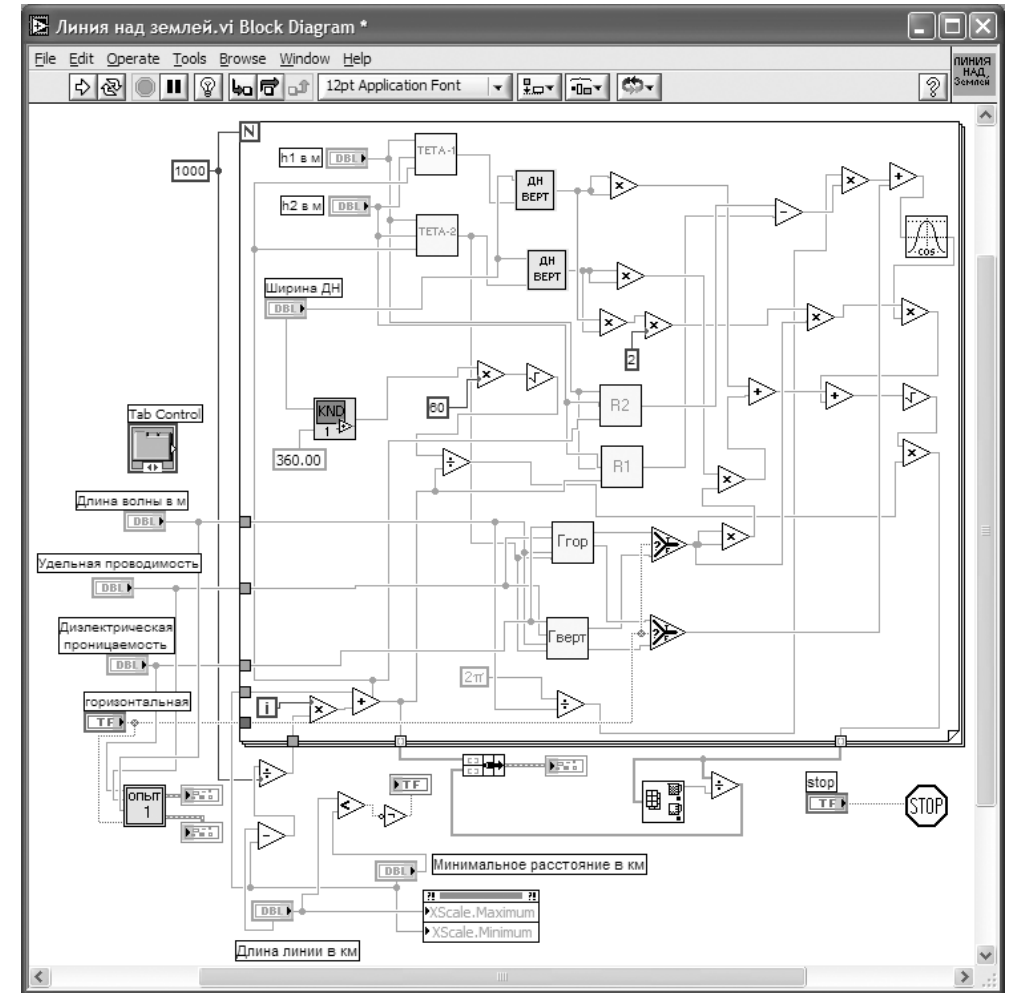 Линия над землей.vi Block Diagram *
File Edit Operate Tools Browse Window Help
12pt Application Font
?
ЛИНИЯ
НАД
Землей
N
1000
h1 в м
DBL
ТЕТА-1
h2 в м
DBL
ТЕТА-2
ДН
ВЕРТ
ДН
ВЕРТ
COS
Ширина ДН
DBL
2
60
KND
1
360.00
R2
R1
Tab Control
Длина волны в м
DBL
Удельная проводимость
DBL
Диэлектрическая
проницаемость
DBL
горизонтальная
TF
Ггор
Гверт
? T F
? T F
2π
i
ОПЫТ
1
TF
stop
TF
STOP
Минимальное расстояние в км
DBL
DBL
XScale.Maximum
XScale.Minimum
Длина линии в км